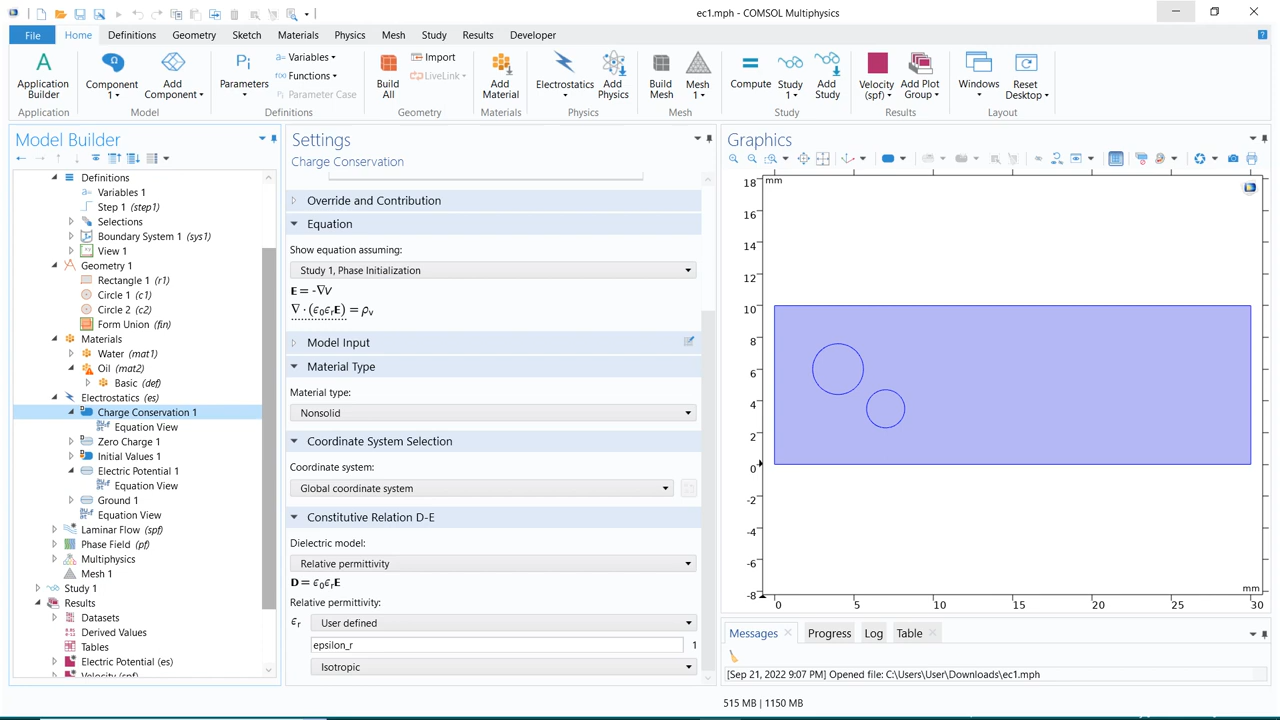 ec1.mph - COMSOL Multiphysics
File Home Definitions Geometry Sketch Materials Physics Mesh Study Results Developer
Application Builder
Application
Component 1
Add Component
Model
Parameters
a= Variables
f(x) Functions
Pi Parameter Case
Definitions
Build All
Import
LiveLink
Geometry
Add Material
Materials
Electrostatics
Add Physics
Physics
Build Mesh
Mesh 1
Mesh
Compute
Study 1
Add Study
Study
Velocity (spf)
Add Plot Group
Results
Windows
Reset Desktop
Layout
Model Builder
Definitions
a= Variables 1
Step 1 (step1)
Selections
Boundary System 1 (sys1)
View 1
Geometry 1
Rectangle 1 (r1)
Circle 1 (c1)
Circle 2 (c2)
Form Union (fin)
Materials
Water (mat1)
Oil (mat2)
Basic (def)
Electrostatics (es)
Charge Conservation 1
Equation View
Zero Charge 1
Initial Values 1
Electric Potential 1
Equation View
Ground 1
Equation View
Laminar Flow (spf)
Phase Field (pf)
Multiphysics
Mesh 1
Study 1
Results
Datasets
Derived Values
Tables
Electric Potential (es)
Velocity (spf)
Settings
Charge Conservation
Override and Contribution
Equation
Show equation assuming:
Study 1, Phase Initialization
E = -∇V
∇ · (ϵ0ϵrE) = ρv
Model Input
Material Type
Material type:
Nonsolid
Coordinate System Selection
Coordinate system:
Global coordinate system
Constitutive Relation D-E
Dielectric model:
Relative permittivity
D = ϵ0ϵrE
Relative permittivity:
ϵr User defined
epsilon_r 1
Isotropic
Graphics
mm
18
16
14
12
10
8
6
4
2
0
-2
-4
-6
-8
mm
0 5 10 15 20 25 30
Messages Progress Log Table
[Sep 21, 2022 9:07 PM] Opened file: C:\Users\User\Downloads\ec1.mph
515 MB | 1150 MB